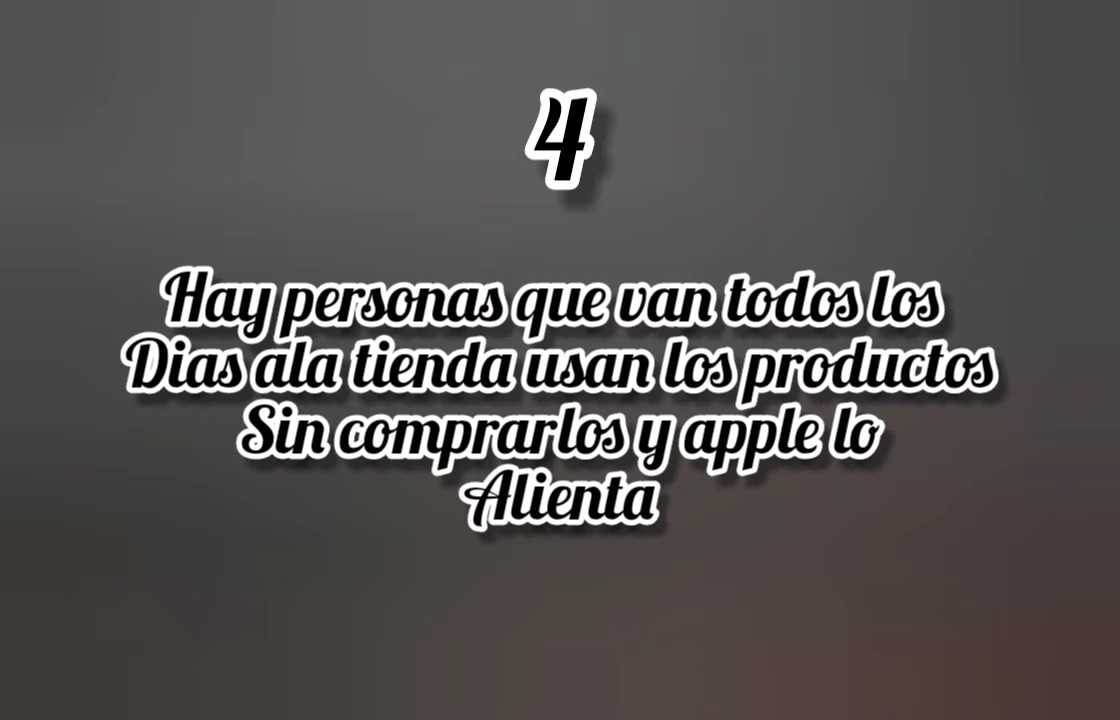 4
Hay personas que van todos los
Dias ala tienda usan los productos
Sin comprarlos y apple lo
Alienta